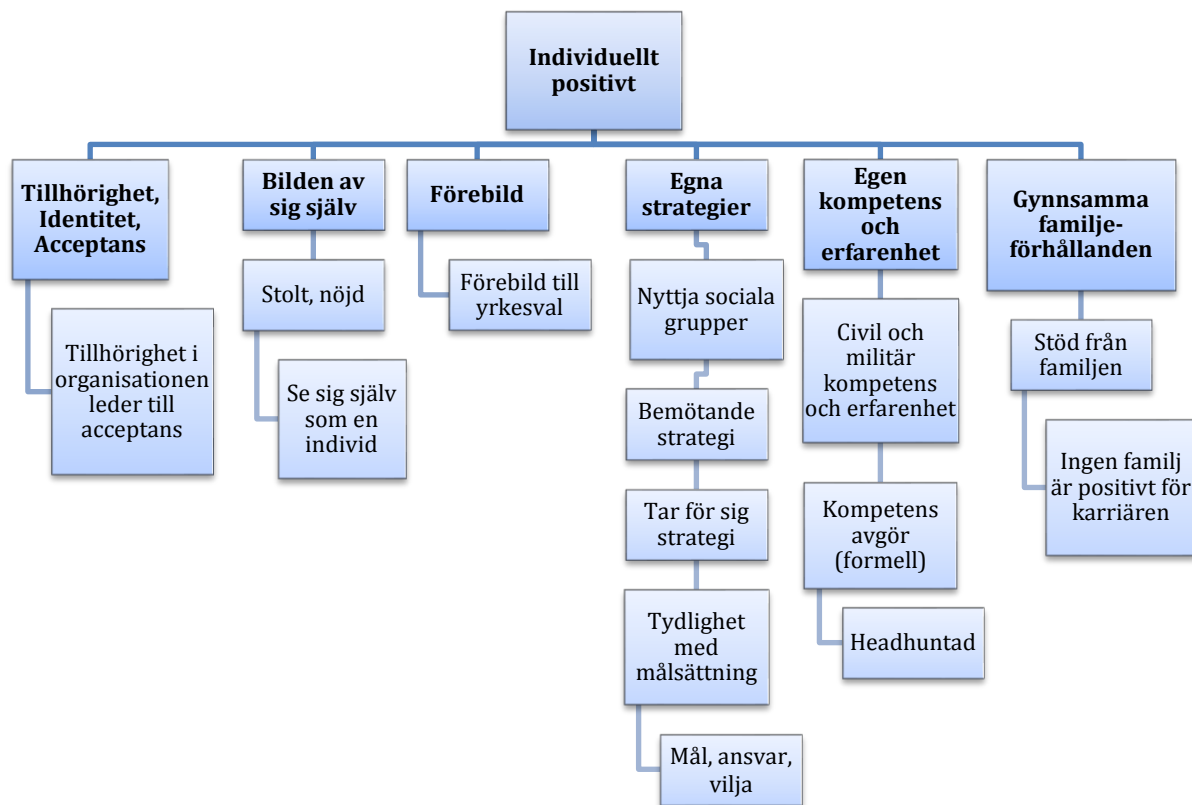 Individuellt
positivt
Tillhörighet,
Identitet,
Acceptans
Tillhörighet i
organisationen
leder till
acceptans
Bilden av
sig själv
Stolt, nöjd
Se sig själv
som en
individ
Förebild
Förebild till
yrkesval
Egna
strategier
Nyttja sociala
grupper
Bemötande
strategi
Tar för sig
strategi
Tydlighet
med
målsättning
Mål, ansvar,
vilja
Egen
kompetens
och
erfarenhet
Civil och
militär
kompetens
och erfarenhet
Kompetens
avgör
(formell)
Headhuntad
Gynnsamma
familje-
förhållanden
Stöd från
familjen
Ingen familj
är positivt för
karriären